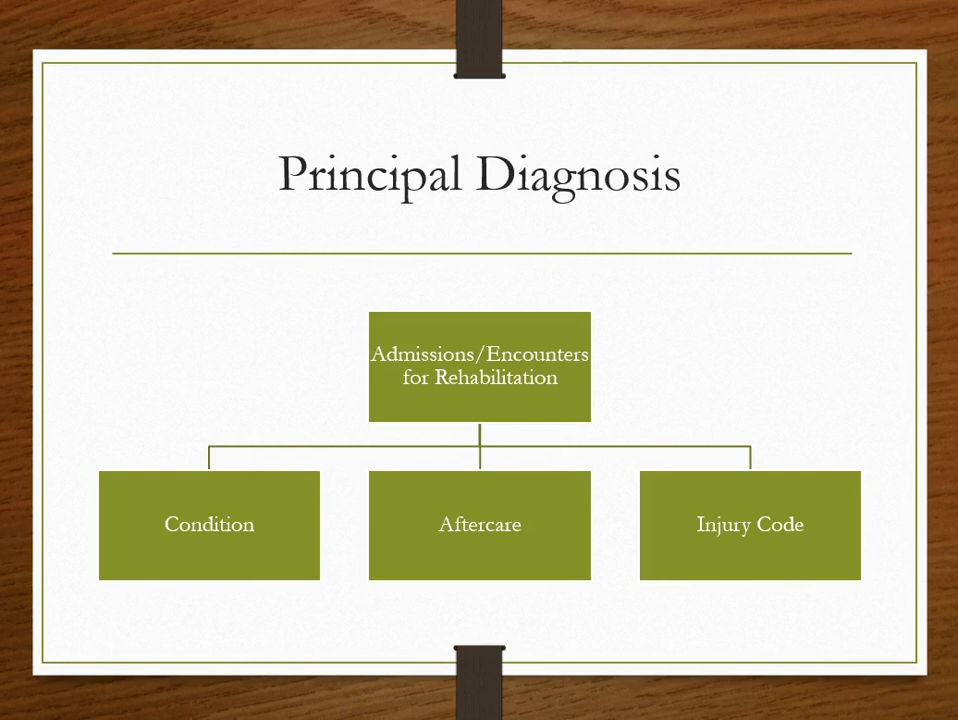 Principal Diagnosis
Admissions/Encounters
for Rehabilitation
Condition
Aftercare
Injury Code